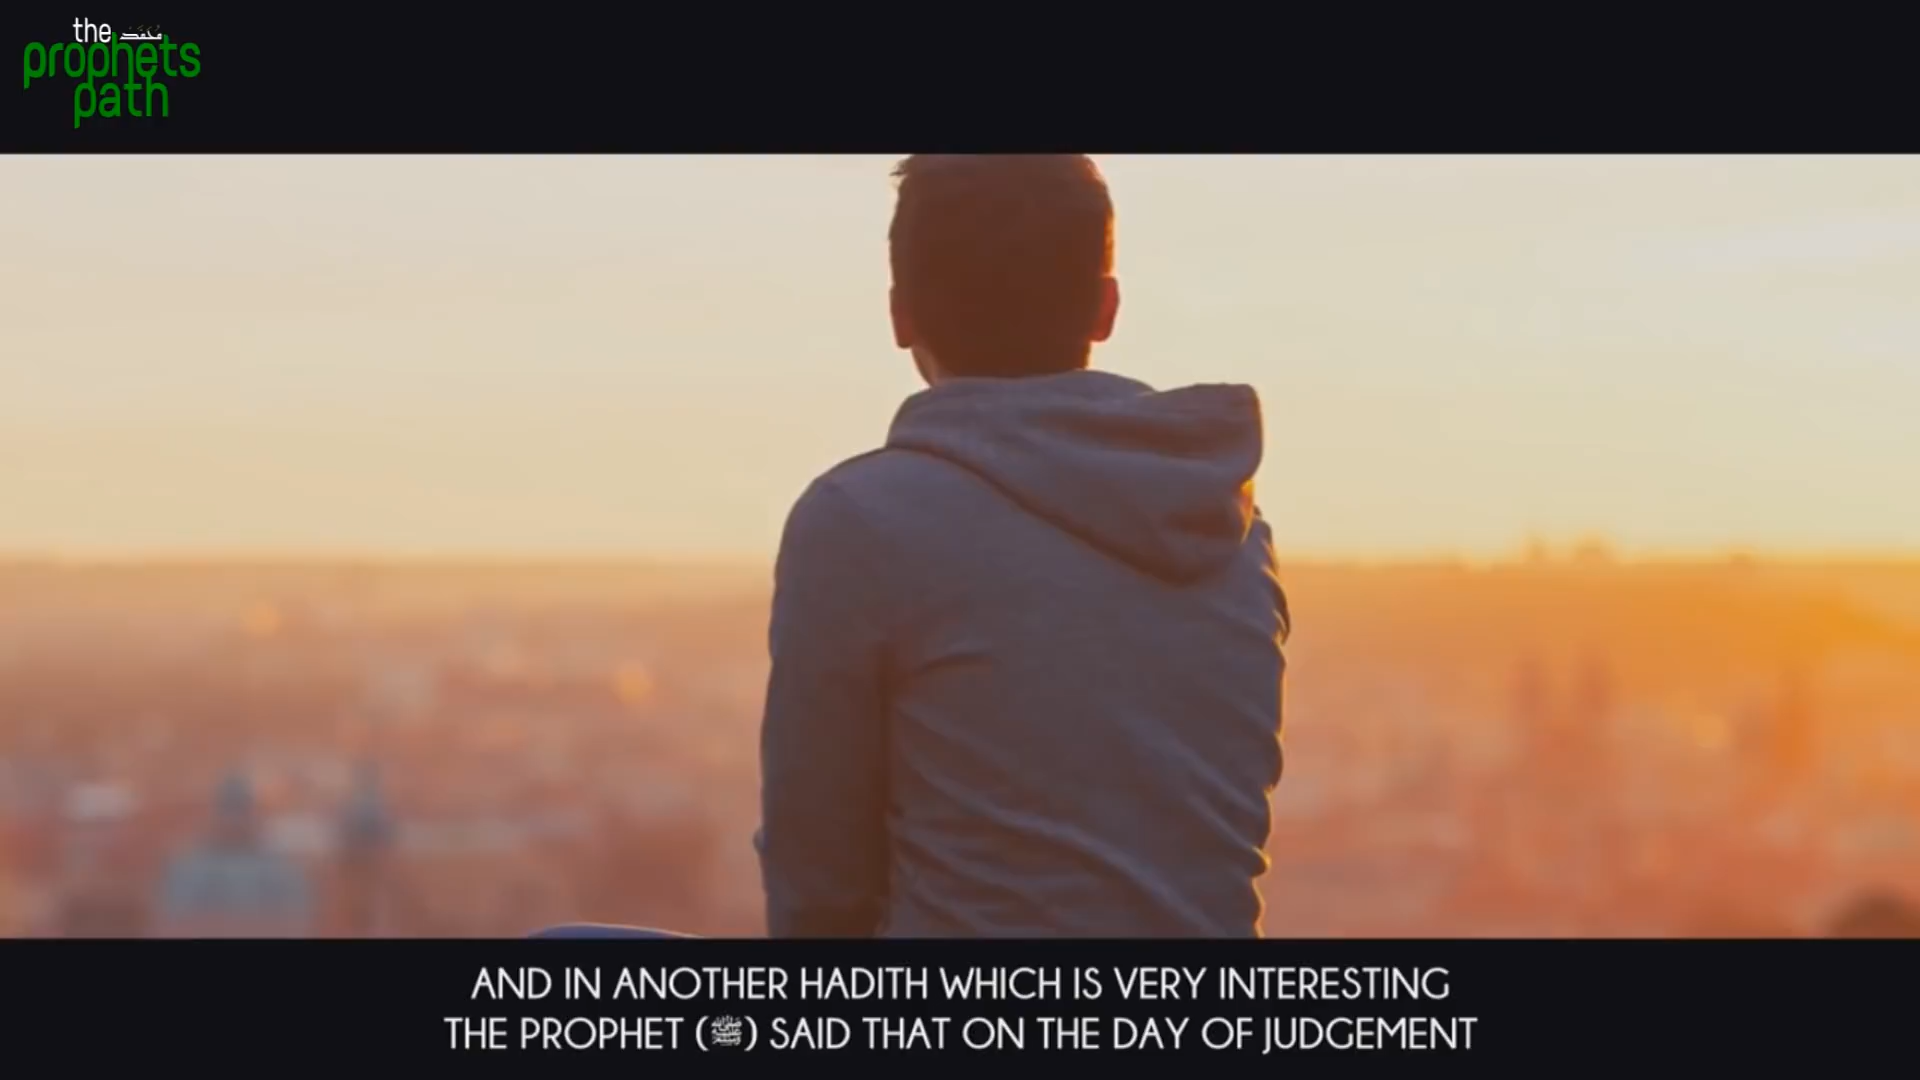 the مُحَمَّد
prophets
path
AND IN ANOTHER HADITH WHICH IS VERY INTERESTING
THE PROPHET (ﷺ) SAID THAT ON THE DAY OF JUDGEMENT